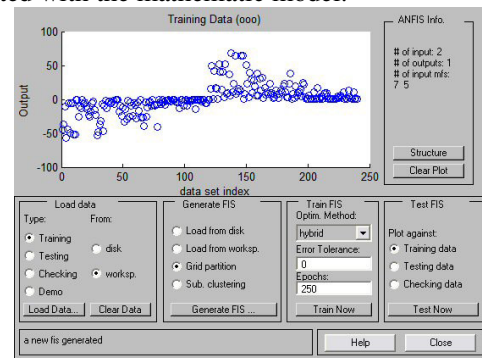 ted with the mathematic model.
Training Data (ooo)
ANFIS Info.
100
50
0
-50
-100
Output
0 50 100 150 200 250
data set index
# of input: 2
# of outputs: 1
# of input mfs:
7 5
Structure
Clear Plot
Load data
Type: From:
Training
Testing
Checking
Demo
disk
worksp.
Load Data... Clear Data
Generate FIS
Load from disk
Load from worksp.
Grid partition
Sub. clustering
Generate FIS ...
Train FIS
Optim. Method:
hybrid
Error Tolerance:
0
Epochs:
250
Train Now
Test FIS
Plot against:
Training data
Testing data
Checking data
Test Now
a new fis generated
Help Close